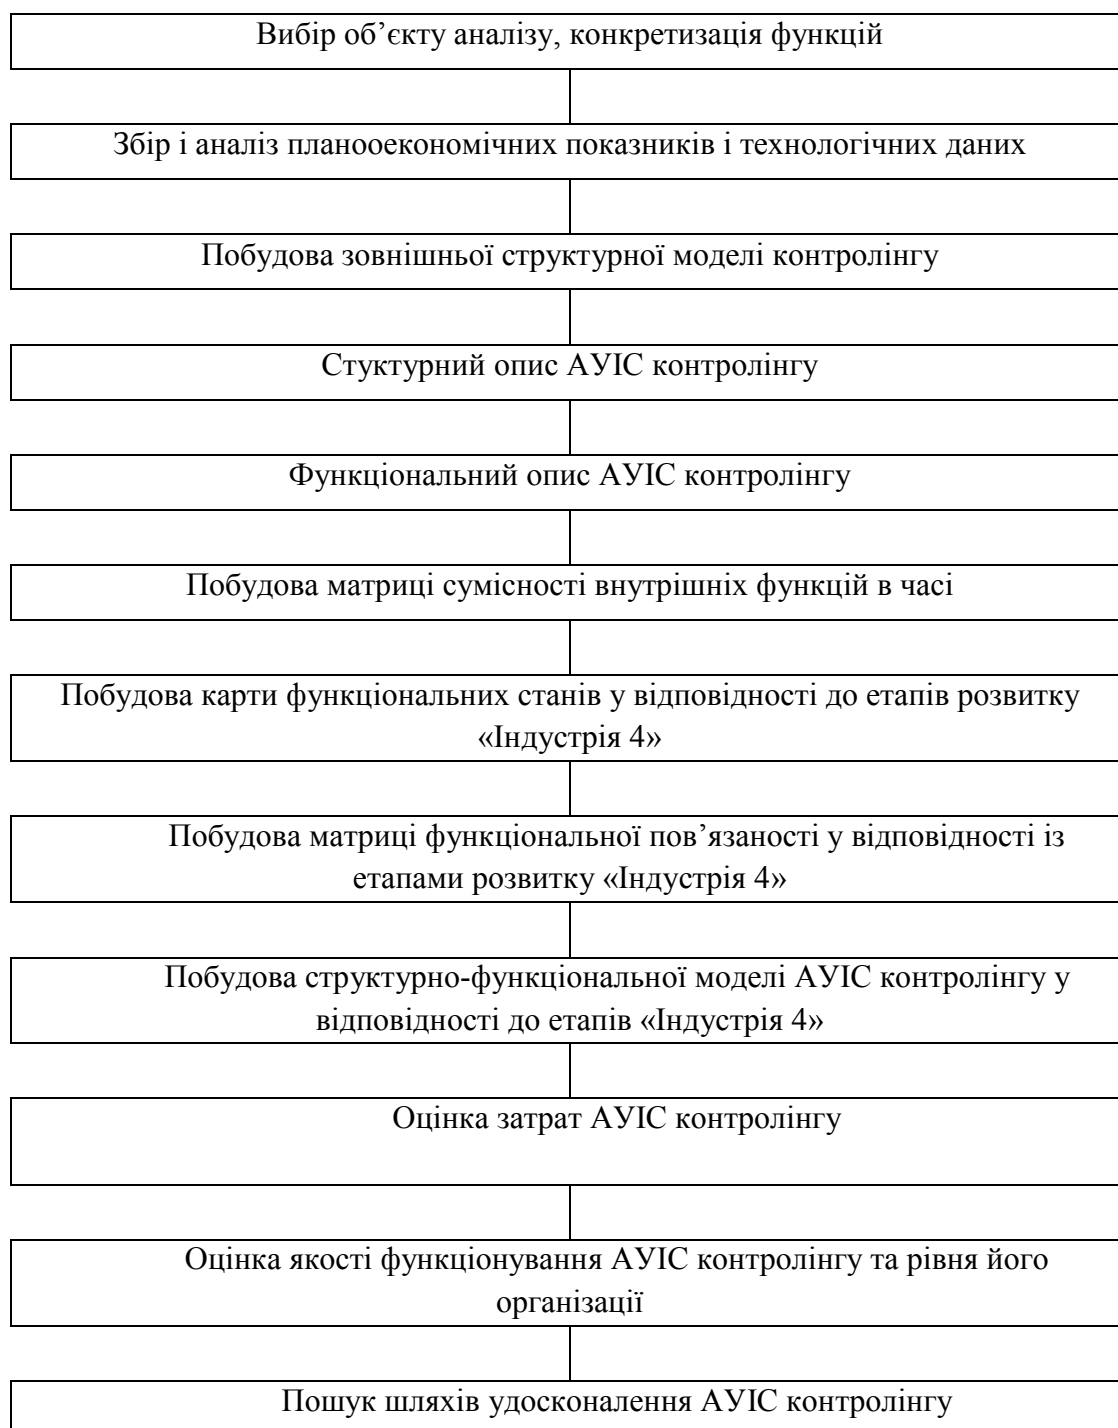 Вибір об’єкту аналізу, конкретизація функцій
Збір і аналіз планооекономічних показників і технологічних даних
Побудова зовнішньої структурної моделі контролінгу
Стуктурний опис АУІС контролінгу
Функціональний опис АУІС контролінгу
Побудова матриці сумісності внутрішніх функцій в часі
Побудова карти функціональних станів у відповідності до етапів розвитку
«Індустрія 4»
Побудова матриці функціональної пов’язаності у відповідності із
етапами розвитку «Індустрія 4»
Побудова структурно-функціональної моделі АУІС контролінгу у
відповідності до етапів «Індустрія 4»
Оцінка затрат АУІС контролінгу
Оцінка якості функціонування АУІС контролінгу та рівня його
організації
Пошук шляхів удосконалення АУІС контролінгу